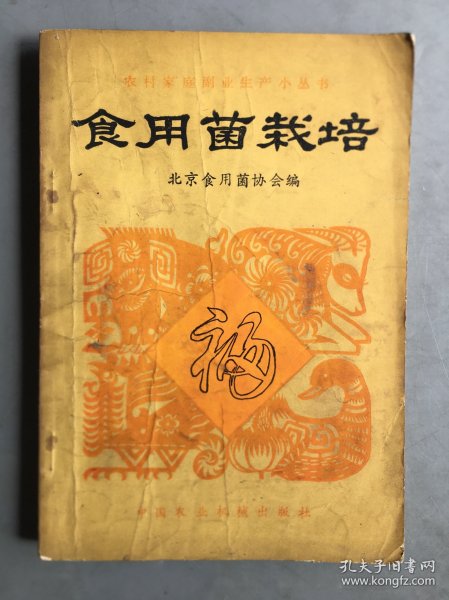 农村家庭副业生产小丛书
食用菌栽培
北京食用菌协会编
福
中国农业机械出版社
孔夫子旧书网
www.kongfz.com